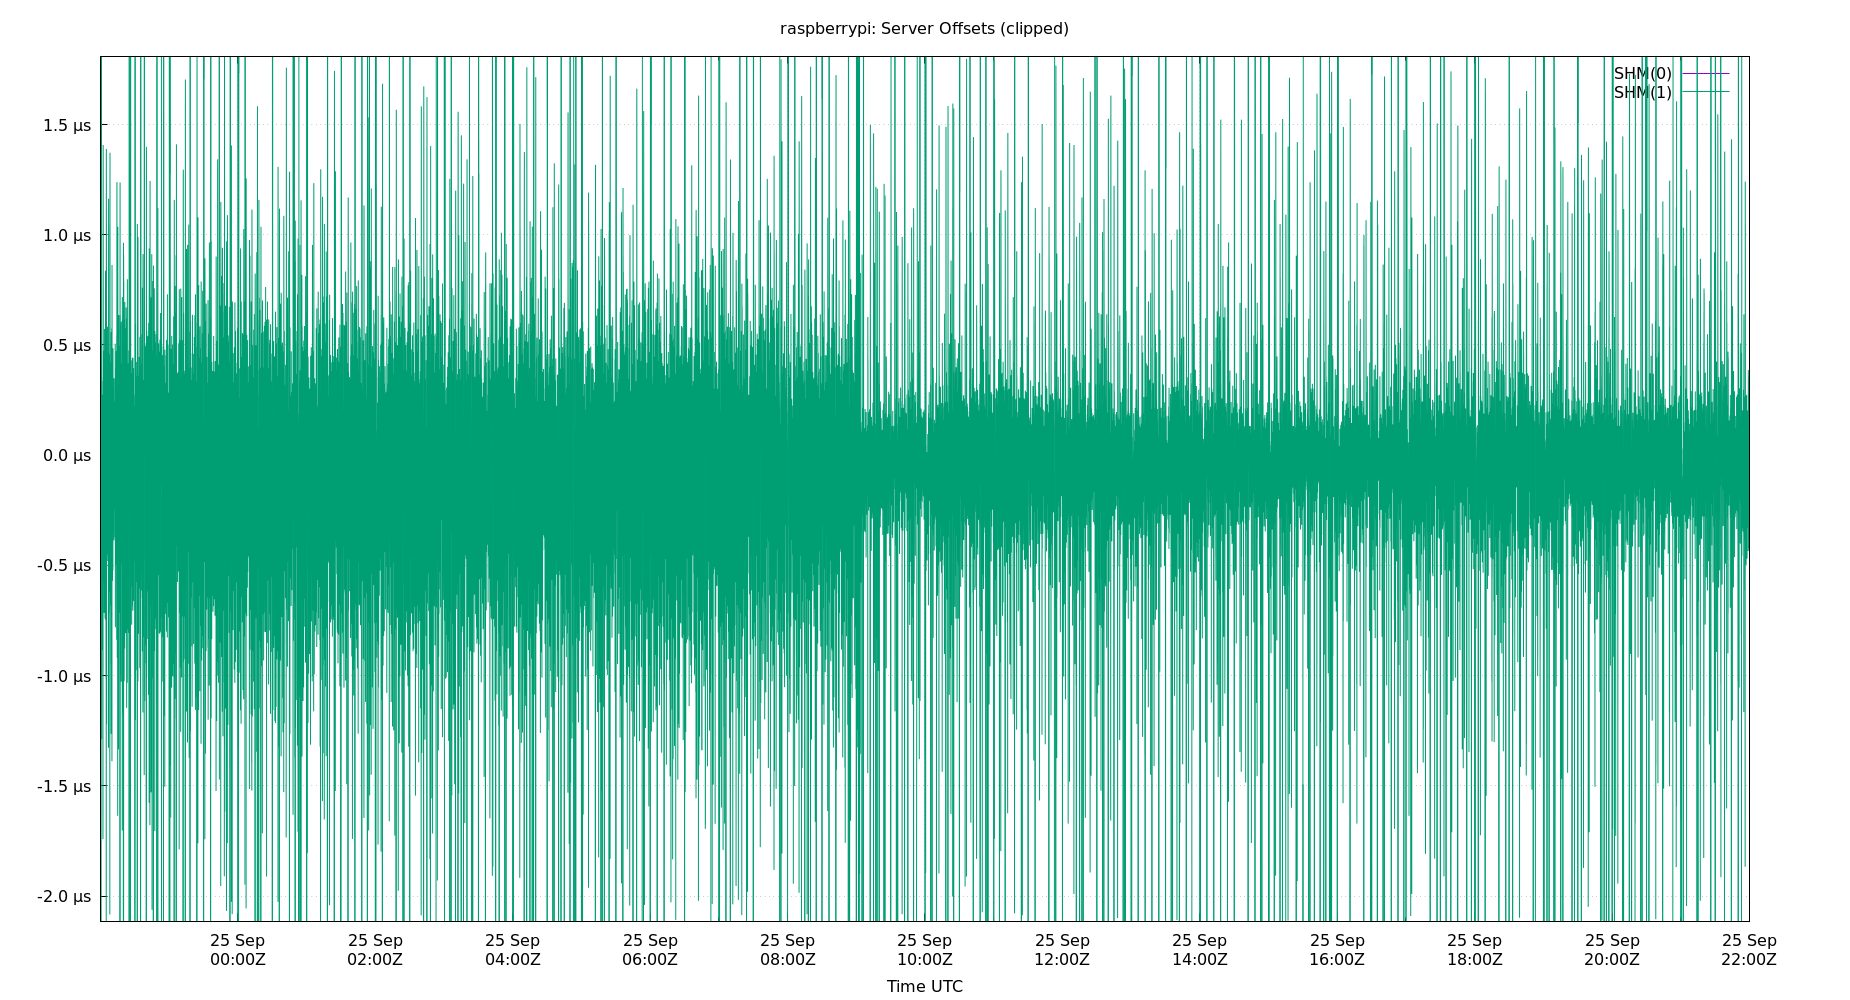 raspberrypi: Server Offsets (clipped)
SHM(0)
SHM(1)
1.5 µs
1.0 µs
0.5 µs
0.0 µs
-0.5 µs
-1.0 µs
-1.5 µs
-2.0 µs
25 Sep 25 Sep 25 Sep 25 Sep 25 Sep 25 Sep 25 Sep 25 Sep 25 Sep 25 Sep 25 Sep 25 Sep
00:00Z 02:00Z 04:00Z 06:00Z 08:00Z 10:00Z 12:00Z 14:00Z 16:00Z 18:00Z 20:00Z 22:00Z
Time UTC